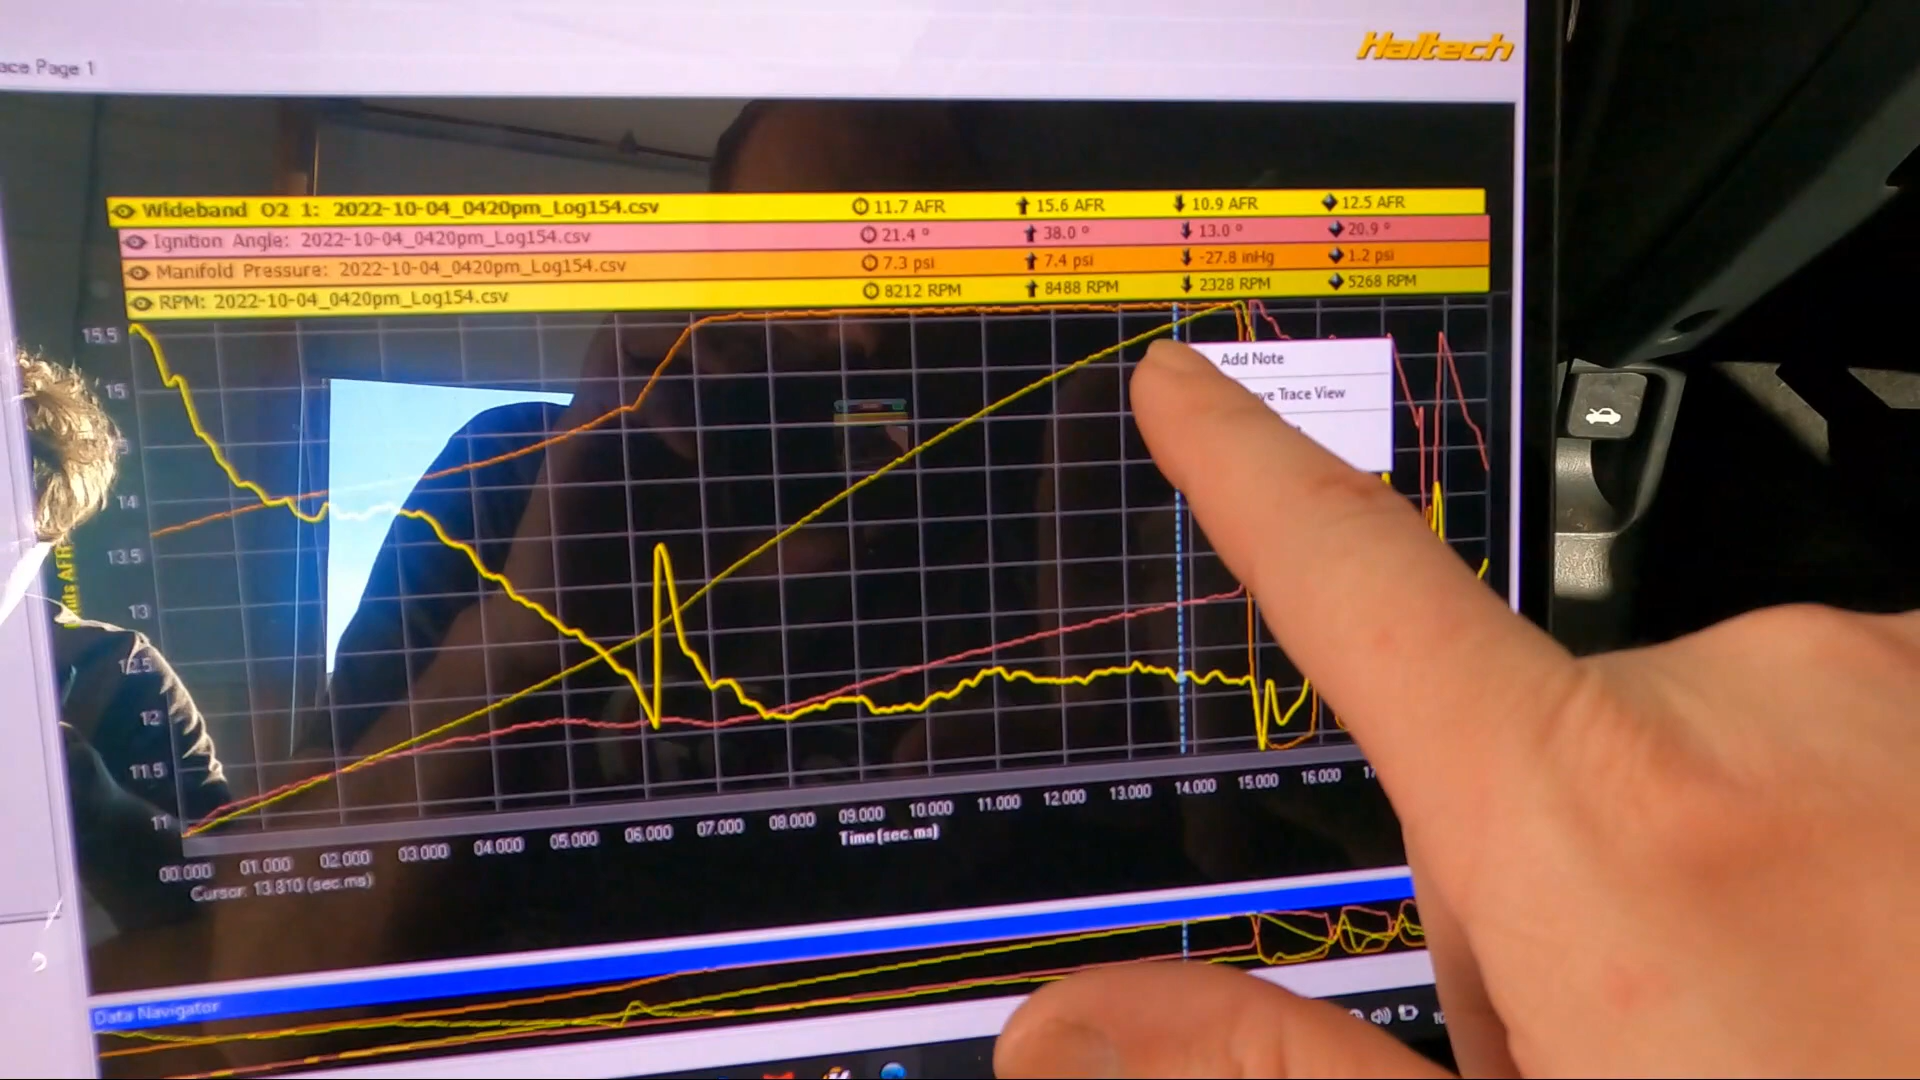 Haltech
ace Page 1
Wideband O2 1: 2022-10-04_0420pm_Log154.csv 11.7 AFR 15.6 AFR 10.9 AFR 12.5 AFR
Ignition Angle: 2022-10-04_0420pm_Log154.csv 21.4 ° 38.0 ° 13.0 ° 20.9 °
Manifold Pressure: 2022-10-04_0420pm_Log154.csv 7.3 psi 7.4 psi -27.8 inHg 1.2 psi
RPM: 2022-10-04_0420pm_Log154.csv 8212 RPM 8488 RPM 2328 RPM 5268 RPM
15.5
Add Note
15
ve Trace View
14
13.5
AFR
13
12.5
12
11.5
11
00.000 01.000 02.000 03.000 04.000 05.000 06.000 07.000 08.000 09.000 10.000 11.000 12.000 13.000 14.000 15.000 16.000 17
Time (sec.ms)
Cursor: 13.810 (sec.ms)
Data Navigator